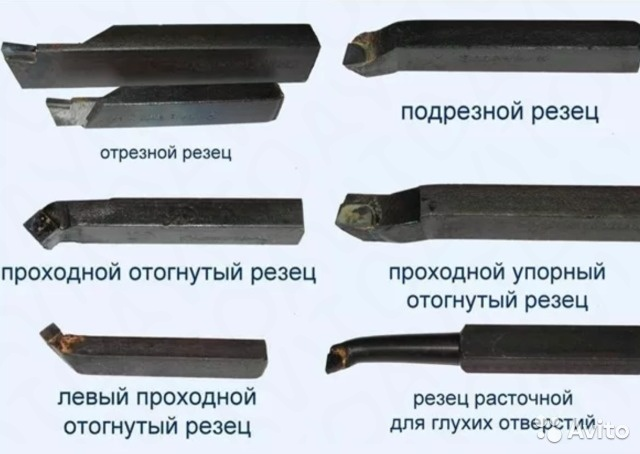 отрезной резец
подрезной резец
проходной отогнутый резец
проходной упорный
отогнутый резец
левый проходной
отогнутый резец
резец расточной
для глухих отверстий
Avito